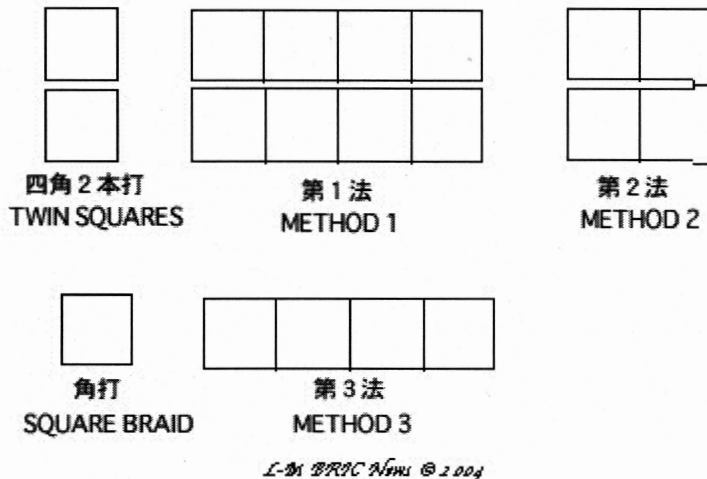 四角2本打
TWIN SQUARES
第1法
METHOD 1
第2法
METHOD 2
角打
SQUARE BRAID
第3法
METHOD 3
L-M BRIC News © 2004